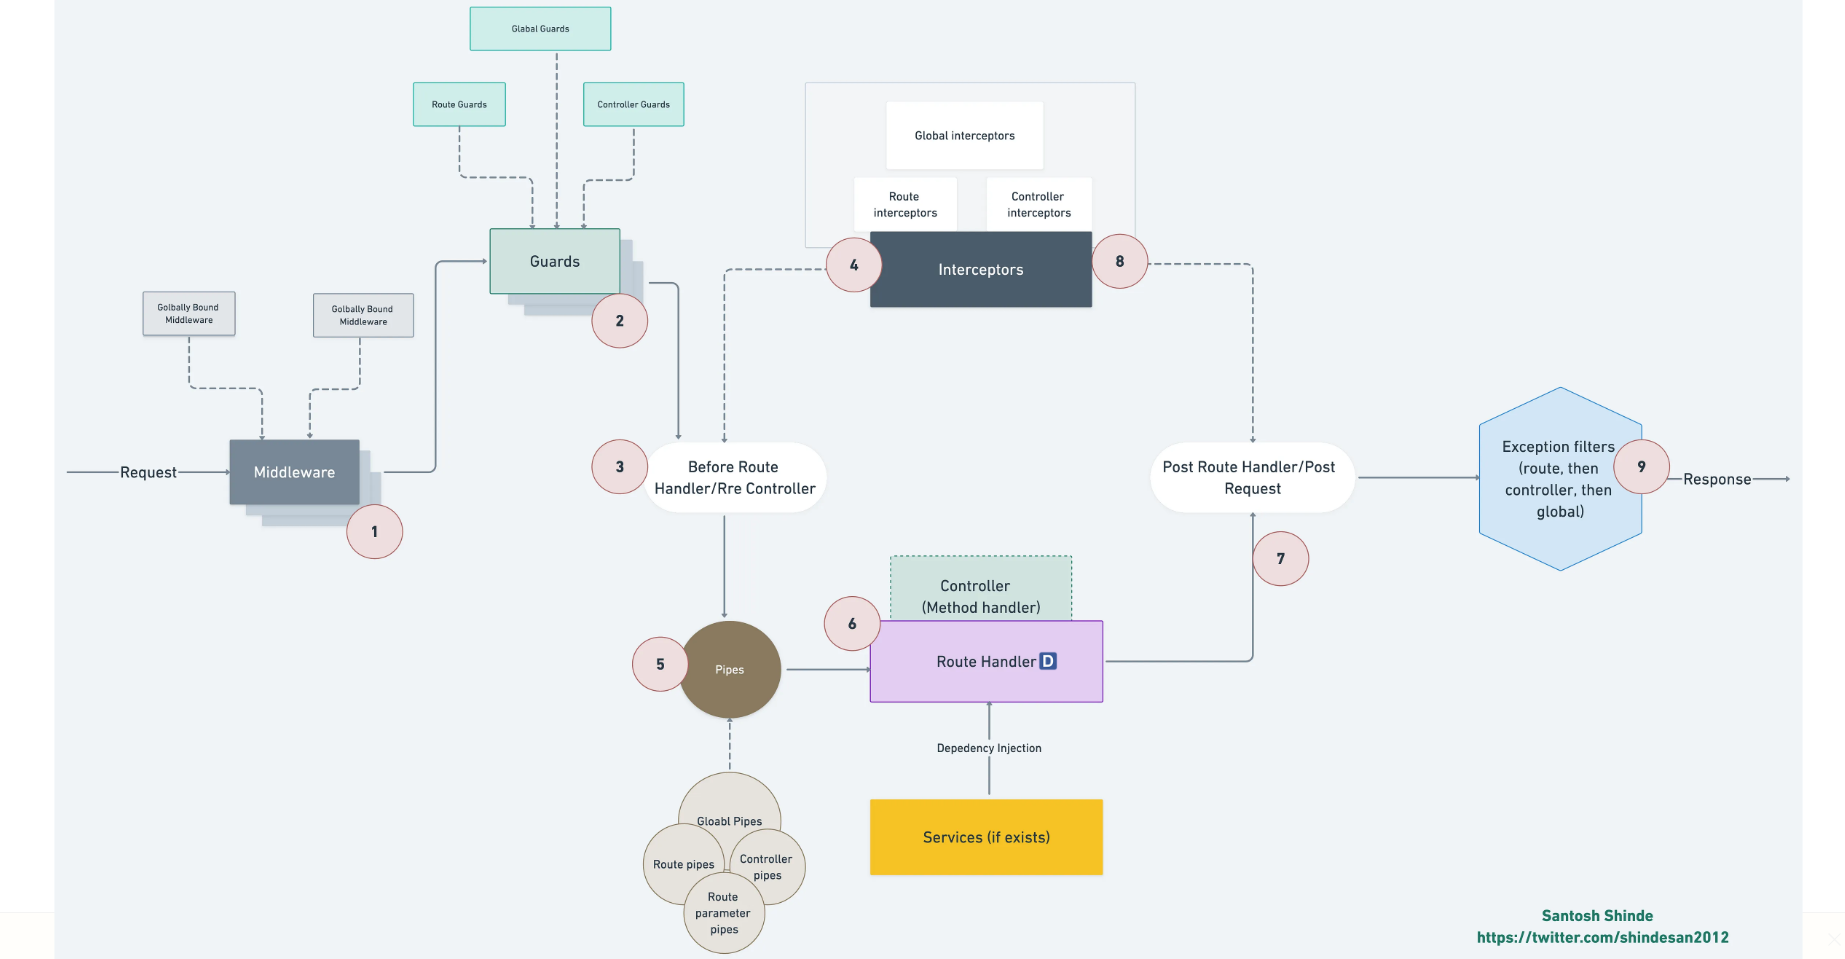 Glabal Guards
Route Guards
Controller Guards
Global interceptors
Route
interceptors
Controller
interceptors
Guards
4
Interceptors
8
2
Golbally Bound
Middleware
Golbally Bound
Middleware
Request
Middleware
1
3
Before Route
Handler/Rre Controller
Post Route Handler/Post
Request
Exception filters
(route, then
controller, then
global)
9
Response
7
Controller
(Method handler)
6
5
Pipes
Route Handler D
Depedency Injection
Services (if exists)
Gloabl Pipes
Route pipes
Controller
pipes
Route
parameter
pipes
Santosh Shinde
https://twitter.com/shindesan2012